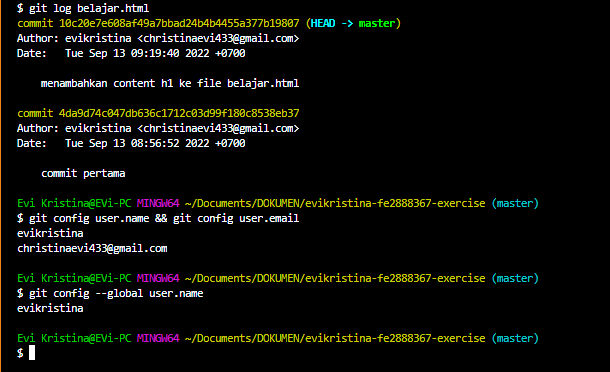 $ git log belajar.html
commit 10c20e7e608af49a7bbad24b4b4455a377b19807 (HEAD -> master)
Author: evikristina <christinaevi433@gmail.com>
Date:   Tue Sep 13 09:19:40 2022 +0700
menambahkan content h1 ke file belajar.html
commit 4da9d74c047db636c1712c03d99f180c8538eb37
Author: evikristina <christinaevi433@gmail.com>
Date:   Tue Sep 13 08:56:52 2022 +0700
commit pertama
Evi Kristina@EVi-PC MINGW64 ~/Documents/DOKUMEN/evikristina-fe2888367-exercise (master)
$ git config user.name && git config user.email
evikristina
christinaevi433@gmail.com
Evi Kristina@EVi-PC MINGW64 ~/Documents/DOKUMEN/evikristina-fe2888367-exercise (master)
$ git config --global user.name
evikristina
Evi Kristina@EVi-PC MINGW64 ~/Documents/DOKUMEN/evikristina-fe2888367-exercise (master)
$